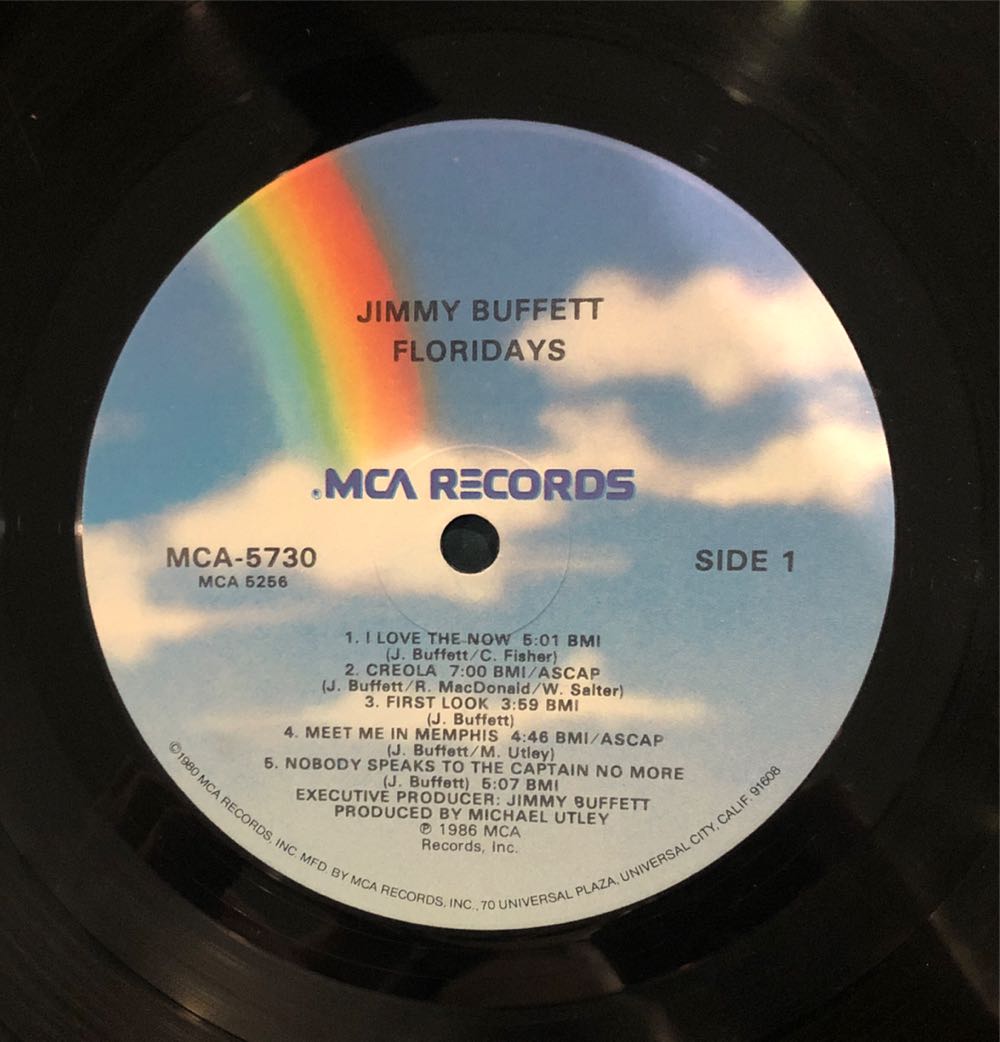 JIMMY BUFFETT
FLORIDAYS
®MCA RECORDS
MCA-5730
MCA 5256
SIDE 1
1. I LOVE THE NOW 5:01 BMI
(J. Buffett/C. Fisher)
2. CREOLA 7:00 BMI/ASCAP
(J. Buffett/R. MacDonald/W. Salter)
3. FIRST LOOK 3:59 BMI
(J. Buffett)
4. MEET ME IN MEMPHIS 4:46 BMI/ASCAP
(J. Buffett/M. Utley)
5. NOBODY SPEAKS TO THE CAPTAIN NO MORE
(J. Buffett) 5:07 BMI
EXECUTIVE PRODUCER: JIMMY BUFFETT
PRODUCED BY MICHAEL UTLEY
℗ 1986 MCA
Records, Inc.
©1980 MCA RECORDS, INC. MFD. BY MCA RECORDS, INC., 70 UNIVERSAL PLAZA, UNIVERSAL CITY, CALIF. 91608